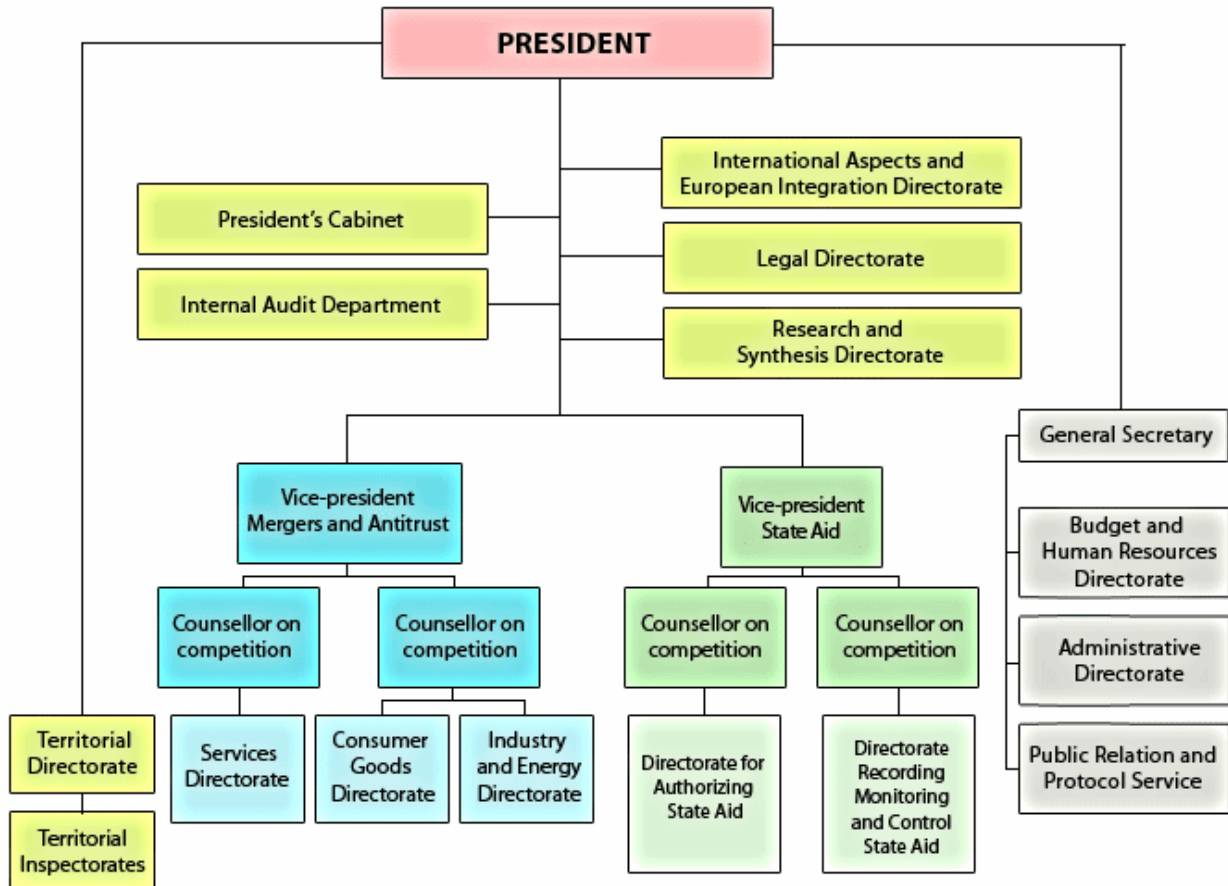 PRESIDENT
International Aspects and
European Integration Directorate
President's Cabinet
Legal Directorate
Internal Audit Department
Research and
Synthesis Directorate
General Secretary
Vice-president
Mergers and Antitrust
Vice-president
State Aid
Budget and
Human Resources
Directorate
Counsellor on
competition
Counsellor on
competition
Counsellor on
competition
Counsellor on
competition
Administrative
Directorate
Territorial
Directorate
Services
Directorate
Consumer
Goods
Directorate
Industry
and Energy
Directorate
Directorate for
Authorizing
State Aid
Directorate
Recording
Monitoring
and Control
State Aid
Public Relation and
Protocol Service
Territorial
Inspectorates